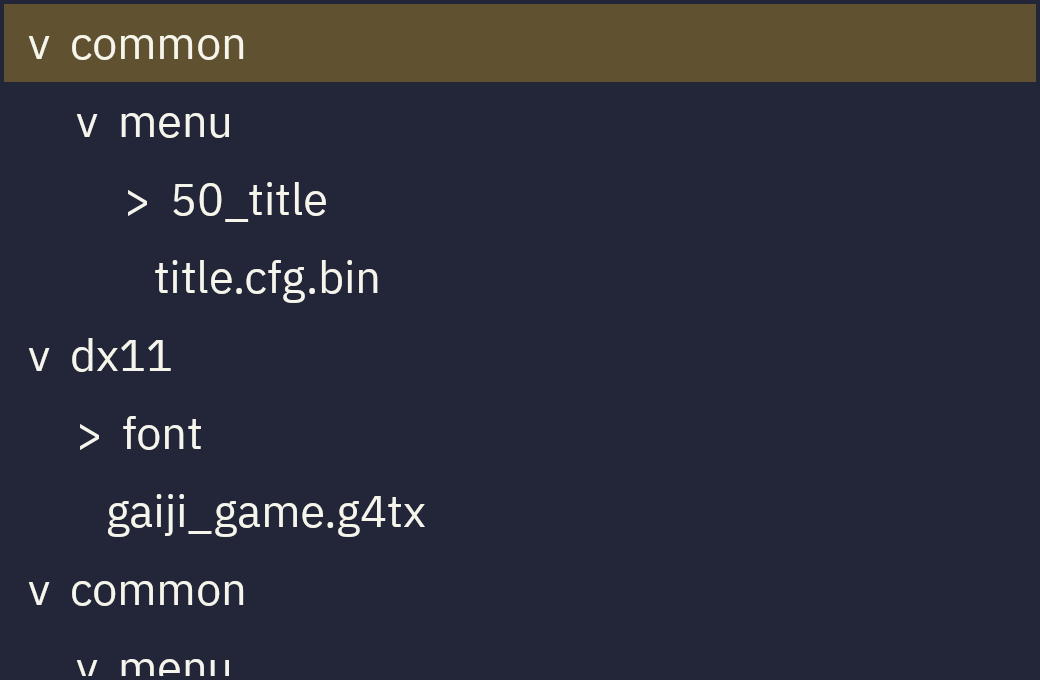 v common
v menu
> 50_title
title.cfg.bin
v dx11
> font
gaiji_game.g4tx
v common
v menu